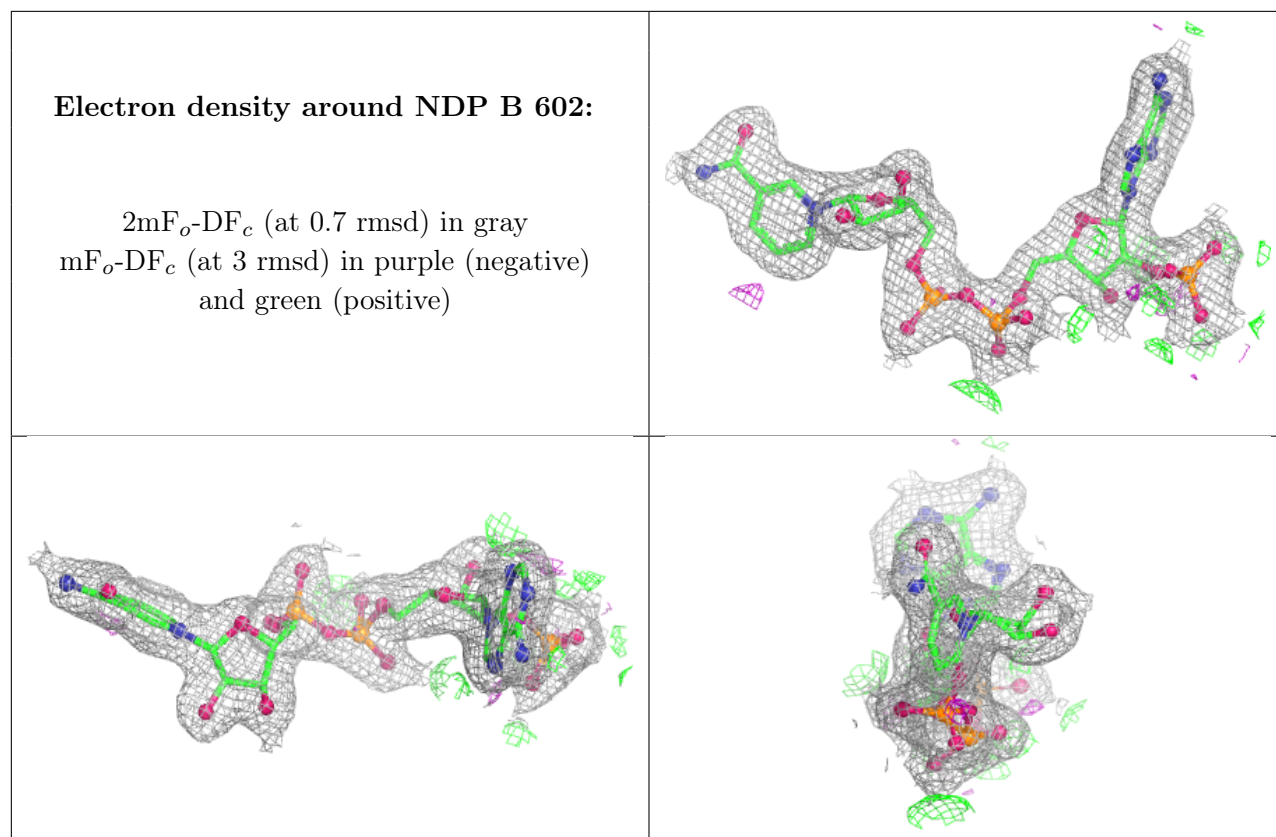 Electron density around NDP B 602:
2mFo-DFc (at 0.7 rmsd) in gray
mFo-DFc (at 3 rmsd) in purple (negative)
and green (positive)